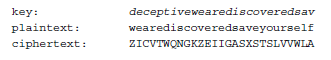 key: deceptivewearediscoveredsav
plaintext: wearediscoveredsaveyourself
ciphertext: ZICVTWQNGKZEIIGASXSTSLVVWLA